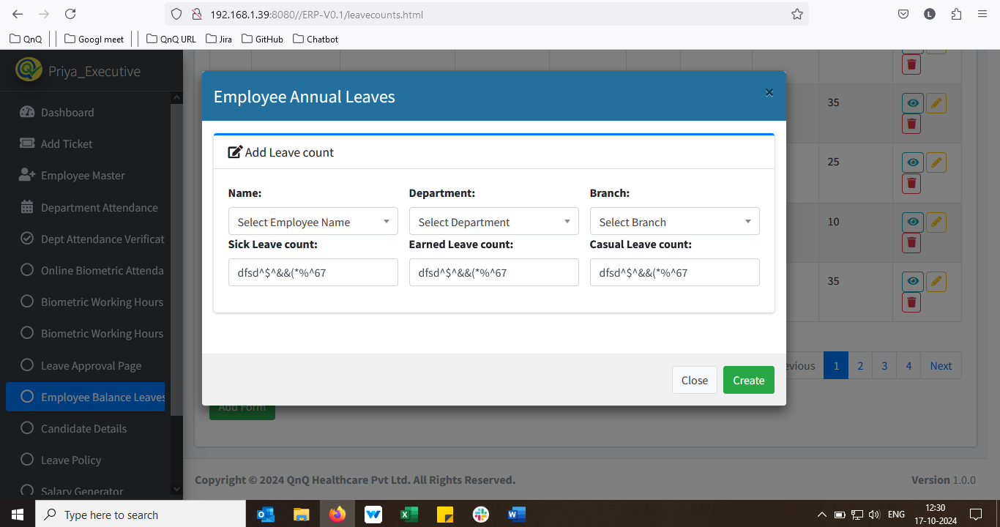 192.168.1.39:8080//ERP-V0.1/leavecounts.html
L
QnQ
Googl meet
QnQ URL
Jira
GitHub
Chatbot
Priya_Executive
Dashboard
Add Ticket
Employee Master
Department Attendance
Dept Attendance Verificat
Online Biometric Attenda
Biometric Working Hours
Biometric Working Hours
Leave Approval Page
Employee Balance Leaves
Candidate Details
Leave Policy
Salary Generator
Employee Annual Leaves
×
Add Leave count
Name:
Department:
Branch:
Select Employee Name
Select Department
Select Branch
Sick Leave count:
Earned Leave count:
Casual Leave count:
dfsd^$^&&(*%^67
dfsd^$^&&(*%^67
dfsd^$^&&(*%^67
Close
Create
35
25
10
35
evious
1
2
3
4
Next
Add Form
Copyright © 2024 QnQ Healthcare Pvt Ltd. All Rights Reserved.
Version 1.0.0
Type here to search
ENG
12:30
17-10-2024